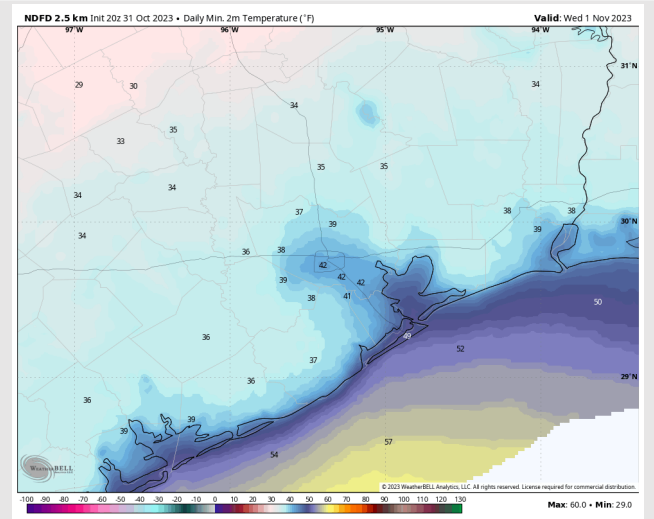 NDFD 2.5 km Init 20z 31 Oct 2023 • Daily Min. 2m Temperature (°F)
Valid: Wed 1 Nov 2023
97°W 96°W 95°W 94°W
31°N
29 30 34
34
35
33
35 35
34 34
37 38 38
39 30°N
34 39
36 38
42
39 42 42
38 41
50
36 49
52
37
29°N
36
36
39
39
57
54
WEATHERBELL
© 2023 WeatherBELL Analytics, LLC. All rights reserved. License required for commercial distribution.
-100 -90 -80 -70 -60 -50 -40 -30 -20 -10 0 10 20 30 40 50 60 70 80 90 100 110 120 130
Max: 60.0 • Min: 29.0